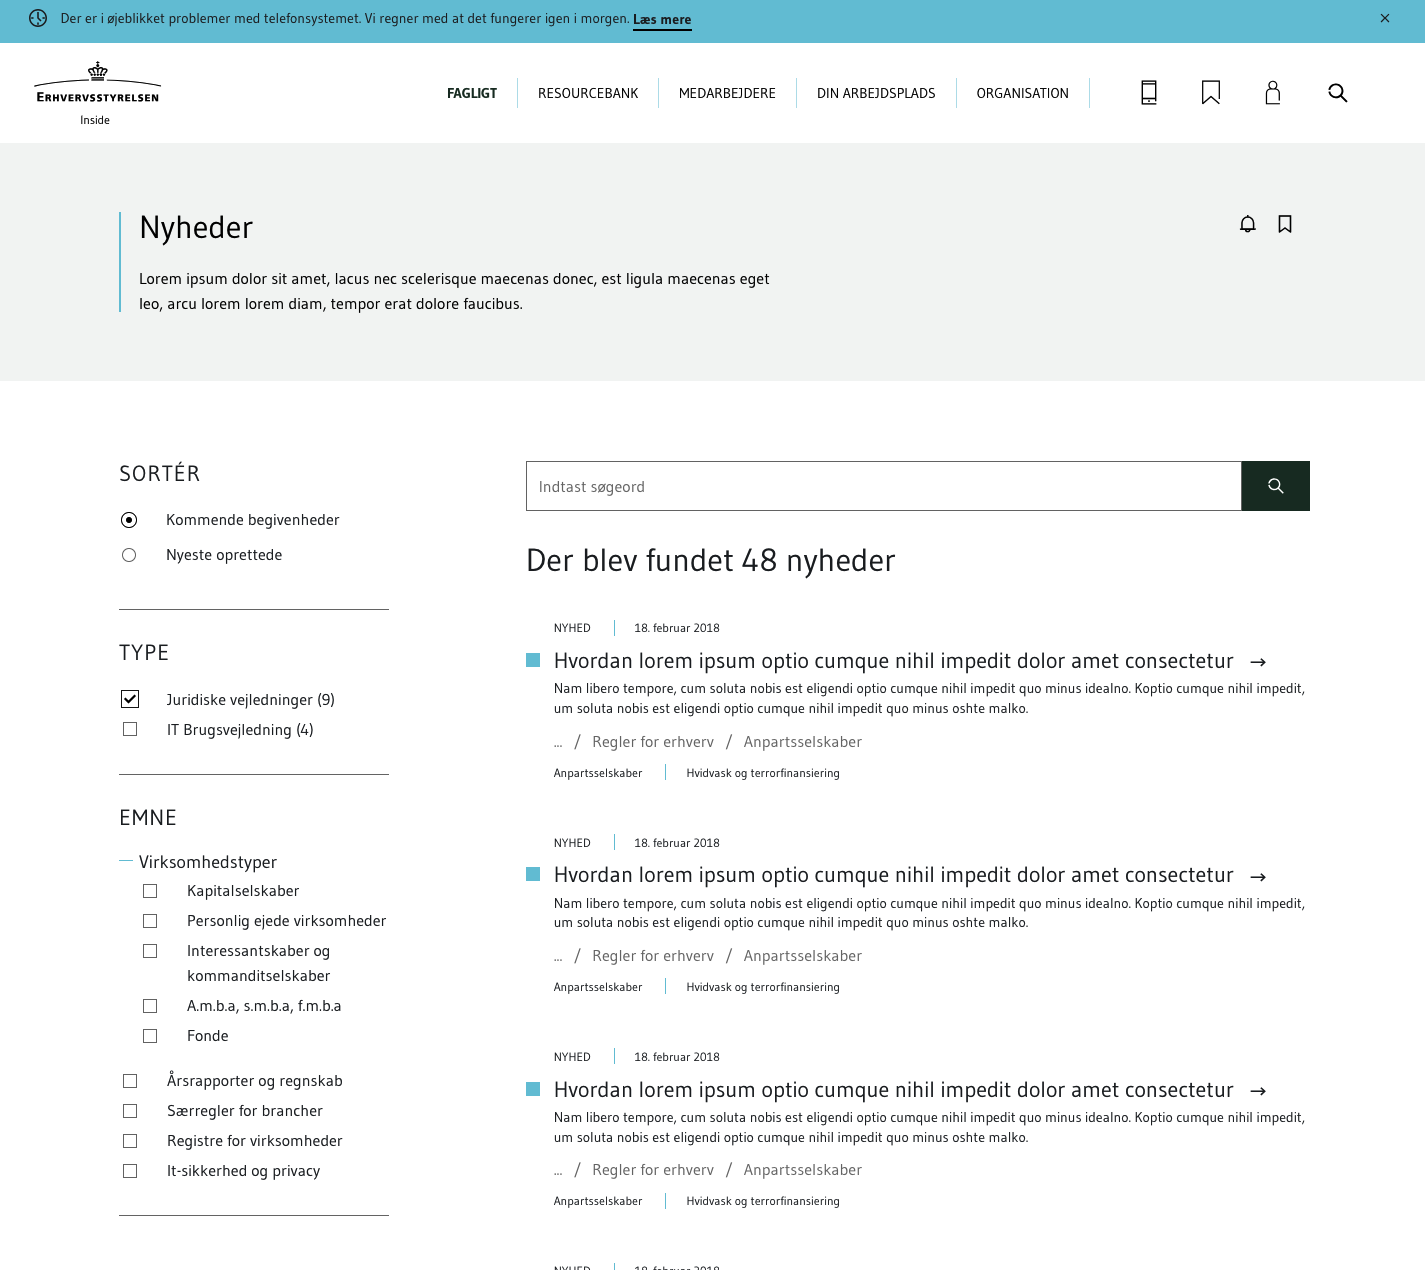 Der er i øjeblikket problemer med telefonsystemet. Vi regner med at det fungerer igen i morgen. Læs mere
ERHVERVSSTYRELSEN
Inside
FAGLIGT
RESOURCEBANK
MEDARBEJDERE
DIN ARBEJDSPLADS
ORGANISATION
Nyheder
Lorem ipsum dolor sit amet, lacus nec scelerisque maecenas donec, est ligula maecenas eget
leo, arcu lorem lorem diam, tempor erat dolore faucibus.
SORTÉR
Kommende begivenheder
Nyeste oprettede
TYPE
Juridiske vejledninger (9)
IT Brugsvejledning (4)
EMNE
Virksomhedstyper
Kapitalselskaber
Personlig ejede virksomheder
Interessantskaber og
kommanditselskaber
A.m.b.a, s.m.b.a, f.m.b.a
Fonde
Årsrapporter og regnskab
Særregler for brancher
Registre for virksomheder
It-sikkerhed og privacy
Indtast søgeord
Der blev fundet 48 nyheder
NYHED 18. februar 2018
Hvordan lorem ipsum optio cumque nihil impedit dolor amet consectetur →
Nam libero tempore, cum soluta nobis est eligendi optio cumque nihil impedit quo minus idealno. Koptio cumque nihil impedit,
um soluta nobis est eligendi optio cumque nihil impedit quo minus oshte malko.
... / Regler for erhverv / Anpartsselskaber
Anpartsselskaber Hvidvask og terrorfinansiering
NYHED 18. februar 2018
Hvordan lorem ipsum optio cumque nihil impedit dolor amet consectetur →
Nam libero tempore, cum soluta nobis est eligendi optio cumque nihil impedit quo minus idealno. Koptio cumque nihil impedit,
um soluta nobis est eligendi optio cumque nihil impedit quo minus oshte malko.
... / Regler for erhverv / Anpartsselskaber
Anpartsselskaber Hvidvask og terrorfinansiering
NYHED 18. februar 2018
Hvordan lorem ipsum optio cumque nihil impedit dolor amet consectetur →
Nam libero tempore, cum soluta nobis est eligendi optio cumque nihil impedit quo minus idealno. Koptio cumque nihil impedit,
um soluta nobis est eligendi optio cumque nihil impedit quo minus oshte malko.
... / Regler for erhverv / Anpartsselskaber
Anpartsselskaber Hvidvask og terrorfinansiering
NYHED 18. februar 2018